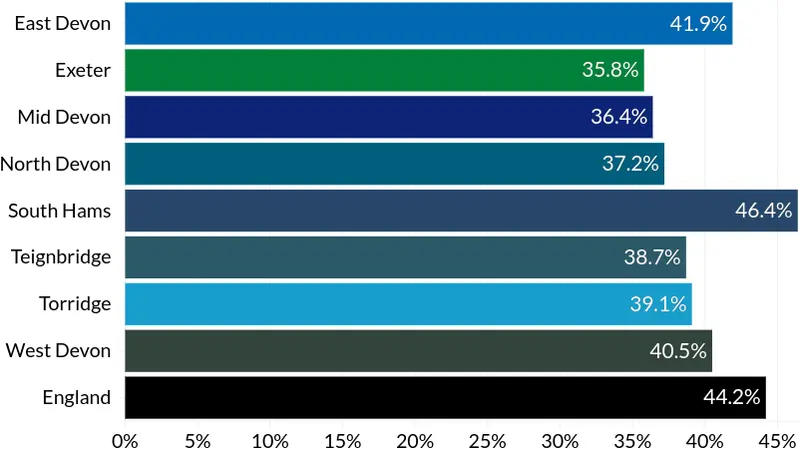 East Devon 41.9%
Exeter 35.8%
Mid Devon 36.4%
North Devon 37.2%
South Hams 46.4%
Teignbridge 38.7%
Torridge 39.1%
West Devon 40.5%
England 44.2%
0% 5% 10% 15% 20% 25% 30% 35% 40% 45%